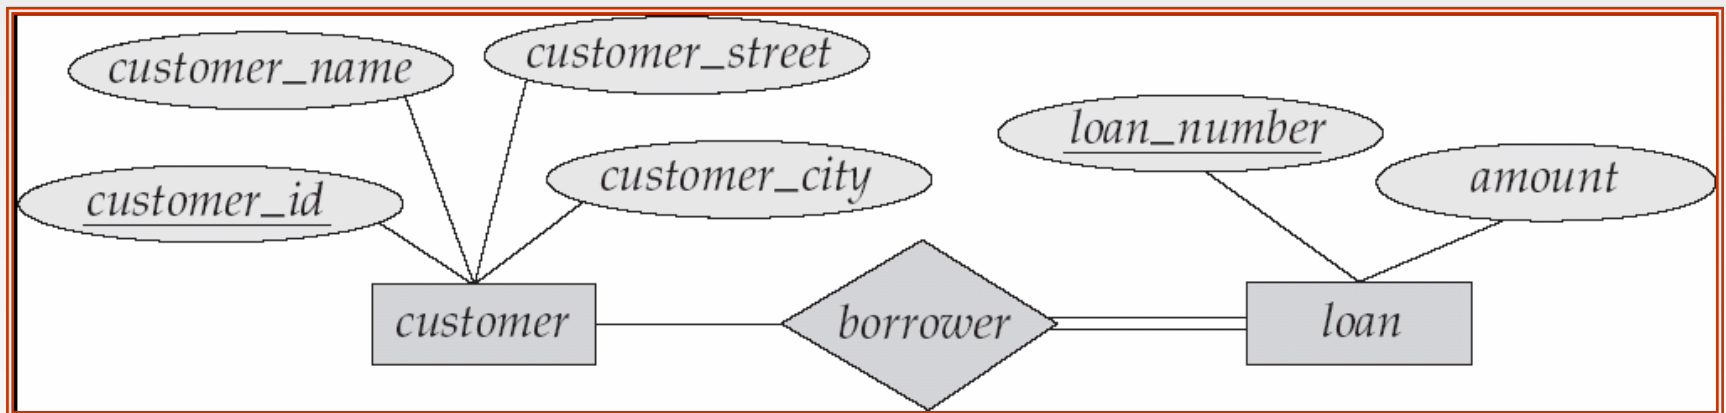 customer_name
customer_street
customer_id
customer_city
loan_number
amount
customer
borrower
loan